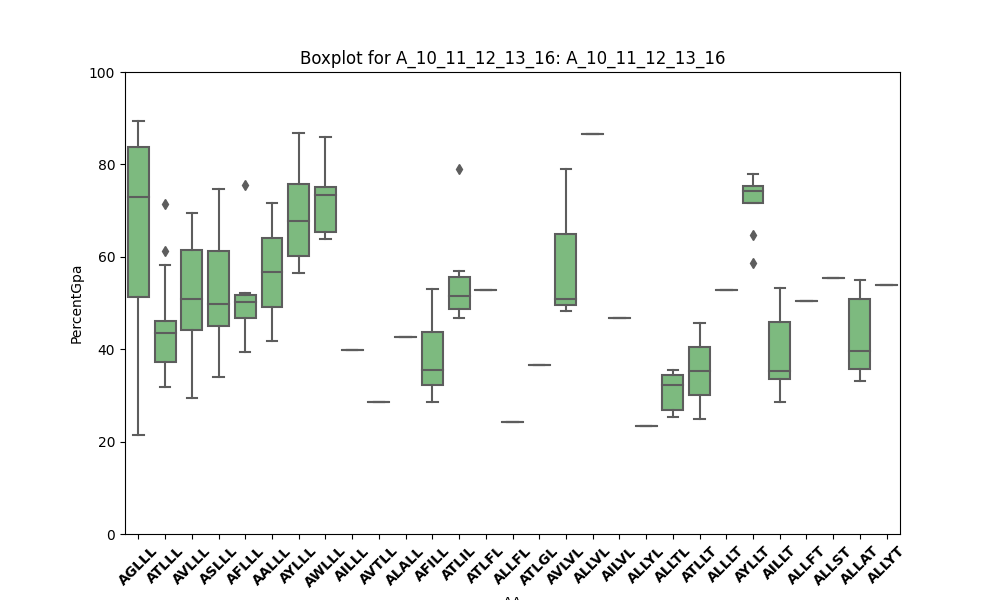 Boxplot for A_10_11_12_13_16: A_10_11_12_13_16
PercentGpa
100
80
60
40
20
0
AGLLL
ATLLL
AVLLL
ASLLL
AFLLL
AALLL
AYLLL
AWLLL
AILLL
AVTLL
ALALL
AFILL
ATLIL
ATLFL
ALLFL
ATLGL
AVLVL
ALLVL
AILVL
ALLYL
ALLTL
ATLLT
ALLLT
AYLLT
AILLT
ALLFT
ALLST
ALLAT
ALLYT